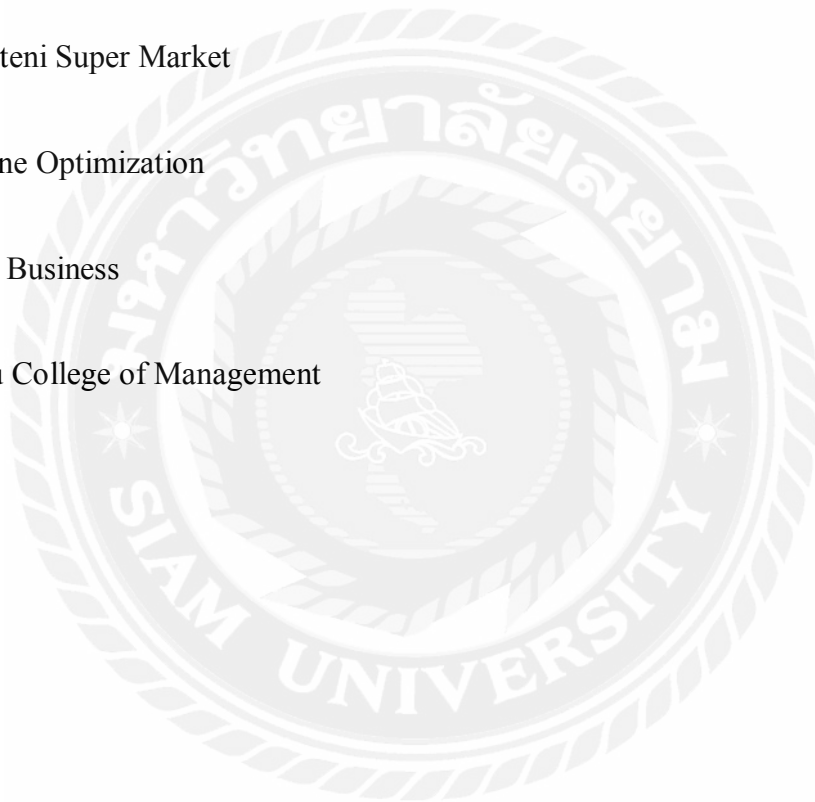 teni Super Market
ne Optimization
Business
u College of Management
มหาวิทยาลัยสยาม
SIAM UNIVERSITY